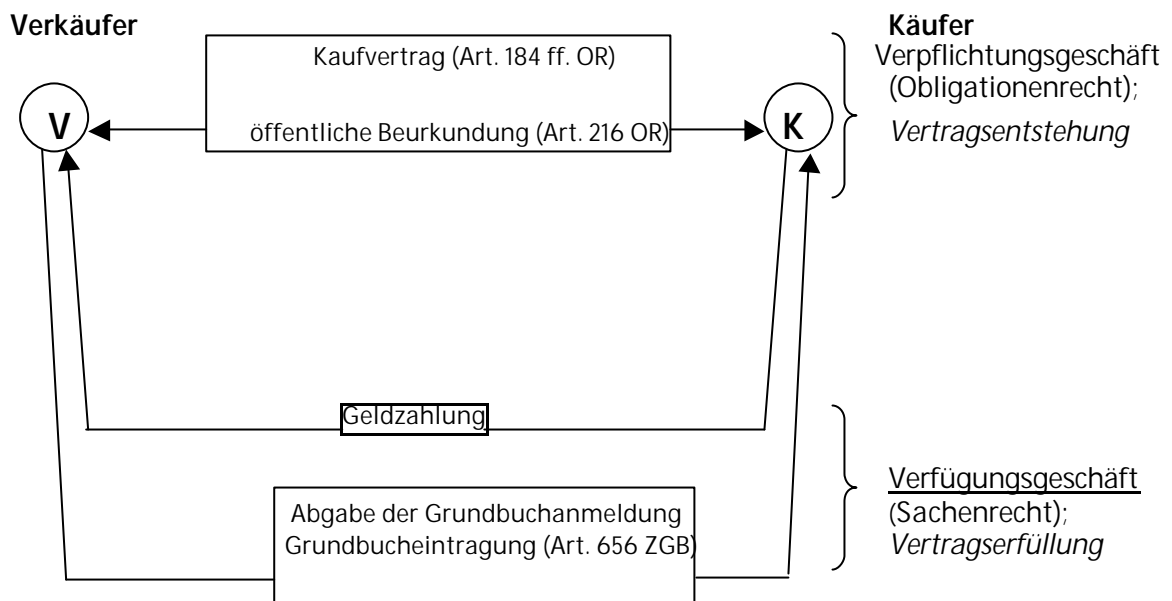 Verkäufer
Käufer
Kaufvertrag (Art. 184 ff. OR)
öffentliche Beurkundung (Art. 216 OR)
V
K
Verpflichtungsgeschäft
(Obligationenrecht);
Vertragsentstehung
Geldzahlung
Abgabe der Grundbuchanmeldung
Grundbucheintragung (Art. 656 ZGB)
Verfügungsgeschäft
(Sachenrecht);
Vertragserfüllung